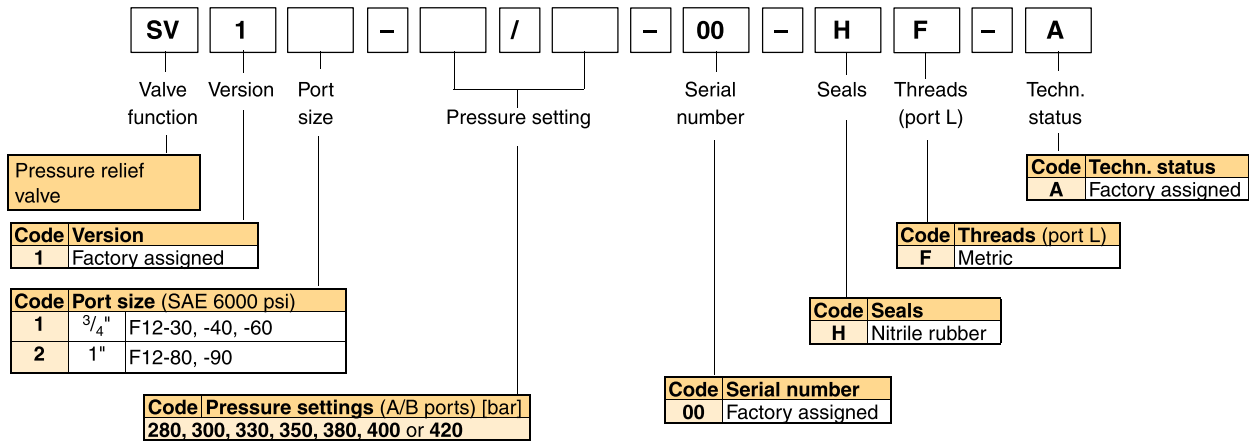 SV 1 – / – 00 – H F – A
Valve function
Version
Port size
Pressure setting
Serial number
Seals
Threads (port L)
Techn. status
Pressure relief
valve
Code Version
1 Factory assigned
Code Port size (SAE 6000 psi)
1 3/4" F12-30, -40, -60
2 1" F12-80, -90
Code Pressure settings (A/B ports) [bar]
280, 300, 330, 350, 380, 400 or 420
Code Serial number
00 Factory assigned
Code Seals
H Nitrile rubber
Code Threads (port L)
F Metric
Code Techn. status
A Factory assigned